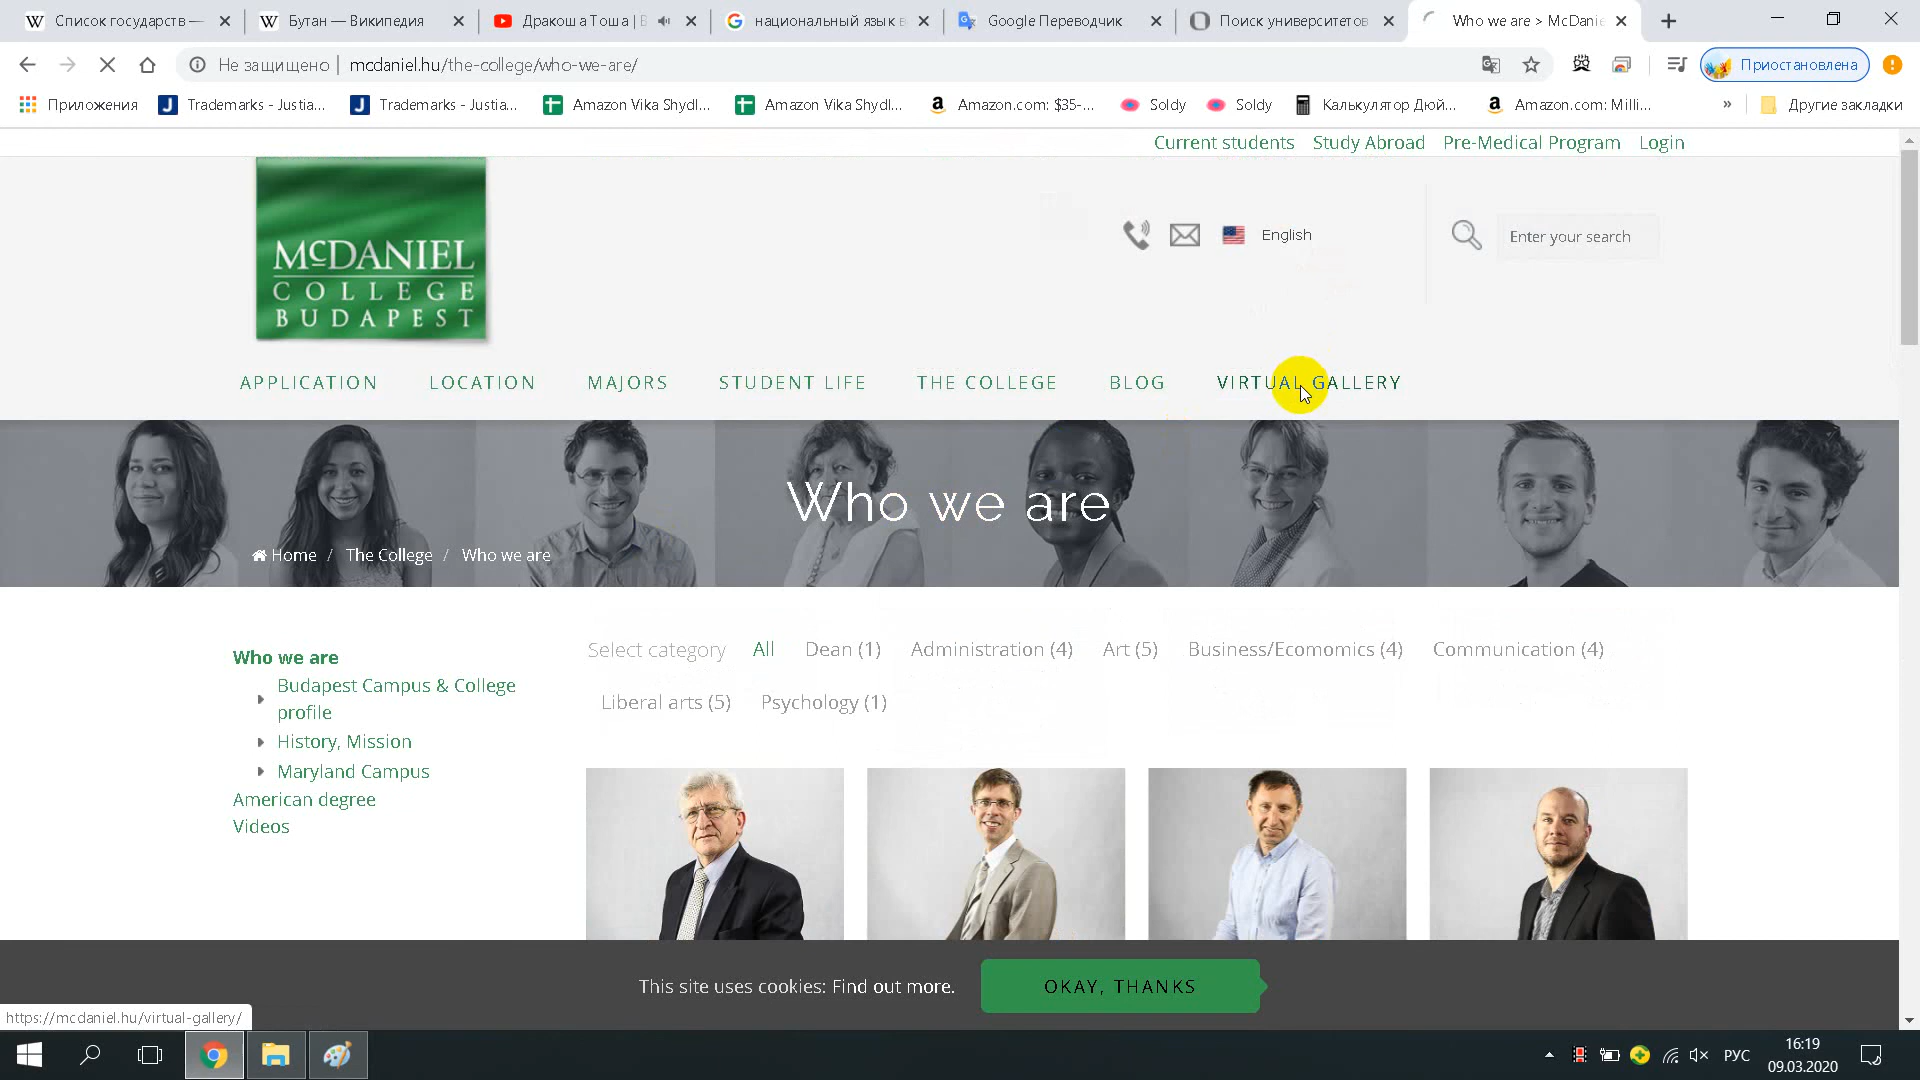 Список государств —
Бутан — Википедия
Дракоша Тоша | В
национальный язык в
Google Переводчик
Поиск университетов
Who we are > McDanie
Не защищено | mcdaniel.hu/the-college/who-we-are/
Приостановлена
Приложения
Trademarks - Justia...
Trademarks - Justia...
Amazon Vika Shydl...
Amazon Vika Shydl...
Amazon.com: $35-...
Soldy
Soldy
Калькулятор Дюй...
Amazon.com: Milli...
»
Другие закладки
Current students Study Abroad Pre-Medical Program Login
McDANIEL
COLLEGE
BUDAPEST
English
Enter your search
APPLICATION LOCATION MAJORS STUDENT LIFE THE COLLEGE BLOG VIRTUAL GALLERY
Who we are
Home / The College / Who we are
Who we are
Budapest Campus & College
profile
History, Mission
Maryland Campus
American degree
Videos
Select category All Dean (1) Administration (4) Art (5) Business/Ecomomics (4) Communication (4)
Liberal arts (5) Psychology (1)
This site uses cookies: Find out more.
OKAY, THANKS
https://mcdaniel.hu/virtual-gallery/
РУС
16:19
09.03.2020